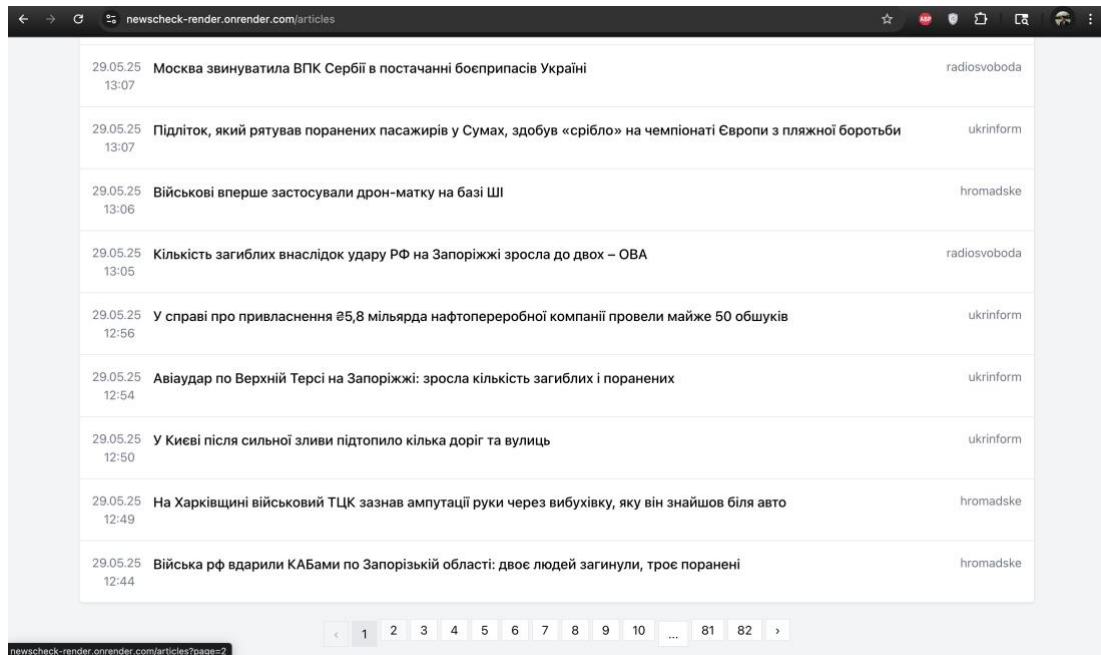 newscheck-render.onrender.com/articles
ABP
29.05.25 Москва звинуватила ВПК Сербії в постачанні боєприпасів Україні radiosvoboda
13:07
29.05.25 Підліток, який рятував поранених пасажирів у Сумах, здобув «срібло» на чемпіонаті Європи з пляжної боротьби ukrinform
13:07
29.05.25 Військові вперше застосували дрон-матку на базі ШІ hromadske
13:06
29.05.25 Кількість загиблих внаслідок удару РФ на Запоріжжі зросла до двох – ОВА radiosvoboda
13:05
29.05.25 У справі про привласнення ₴5,8 мільярда нафтопереробної компанії провели майже 50 обшуків ukrinform
12:56
29.05.25 Авіаудар по Верхній Терсі на Запоріжжі: зросла кількість загиблих і поранених ukrinform
12:54
29.05.25 У Києві після сильної зливи підтопило кілька доріг та вулиць ukrinform
12:50
29.05.25 На Харківщині військовий ТЦК зазнав ампутації руки через вибухівку, яку він знайшов біля авто hromadske
12:49
29.05.25 Війська рф вдарили КАБами по Запорізькій області: двоє людей загинули, троє поранені hromadske
12:44
‹ 1 2 3 4 5 6 7 8 9 10 ... 81 82 ›
newscheck-render.onrender.com/articles?page=2